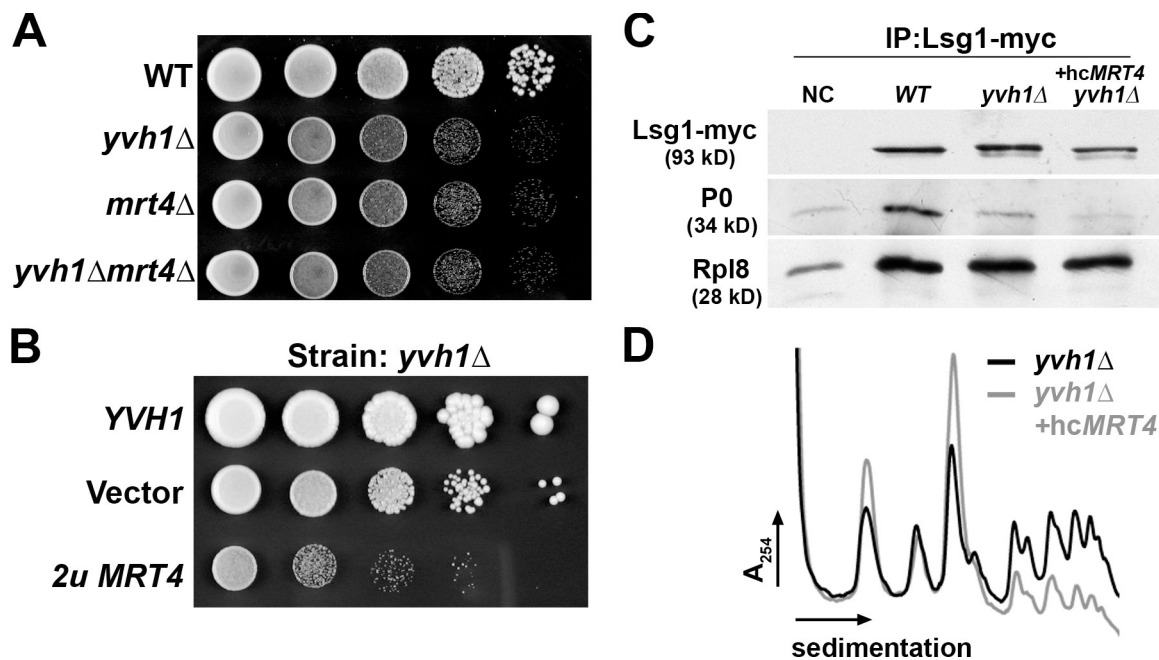 A
WT
yvh1Δ
mrt4Δ
yvh1Δmrt4Δ
B
Strain: yvh1Δ
YVH1
Vector
2u MRT4
C
IP:Lsg1-myc
NC
WT
yvh1Δ
+hcMRT4
yvh1Δ
Lsg1-myc
(93 kD)
P0
(34 kD)
Rpl8
(28 kD)
D
yvh1Δ
yvh1Δ
+hcMRT4
A254
sedimentation